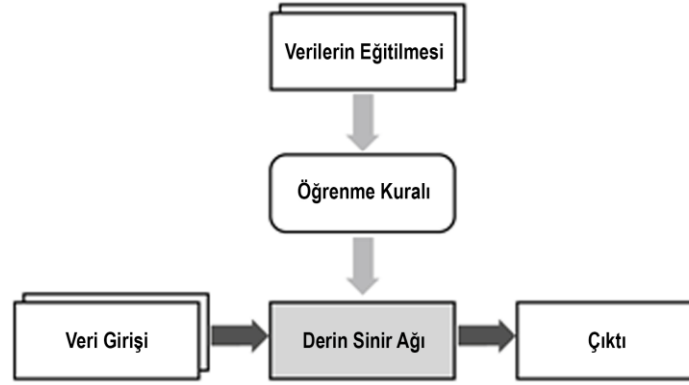 Verilerin Eğitilmesi
Öğrenme Kuralı
Veri Girişi
Derin Sinir Ağı
Çıktı